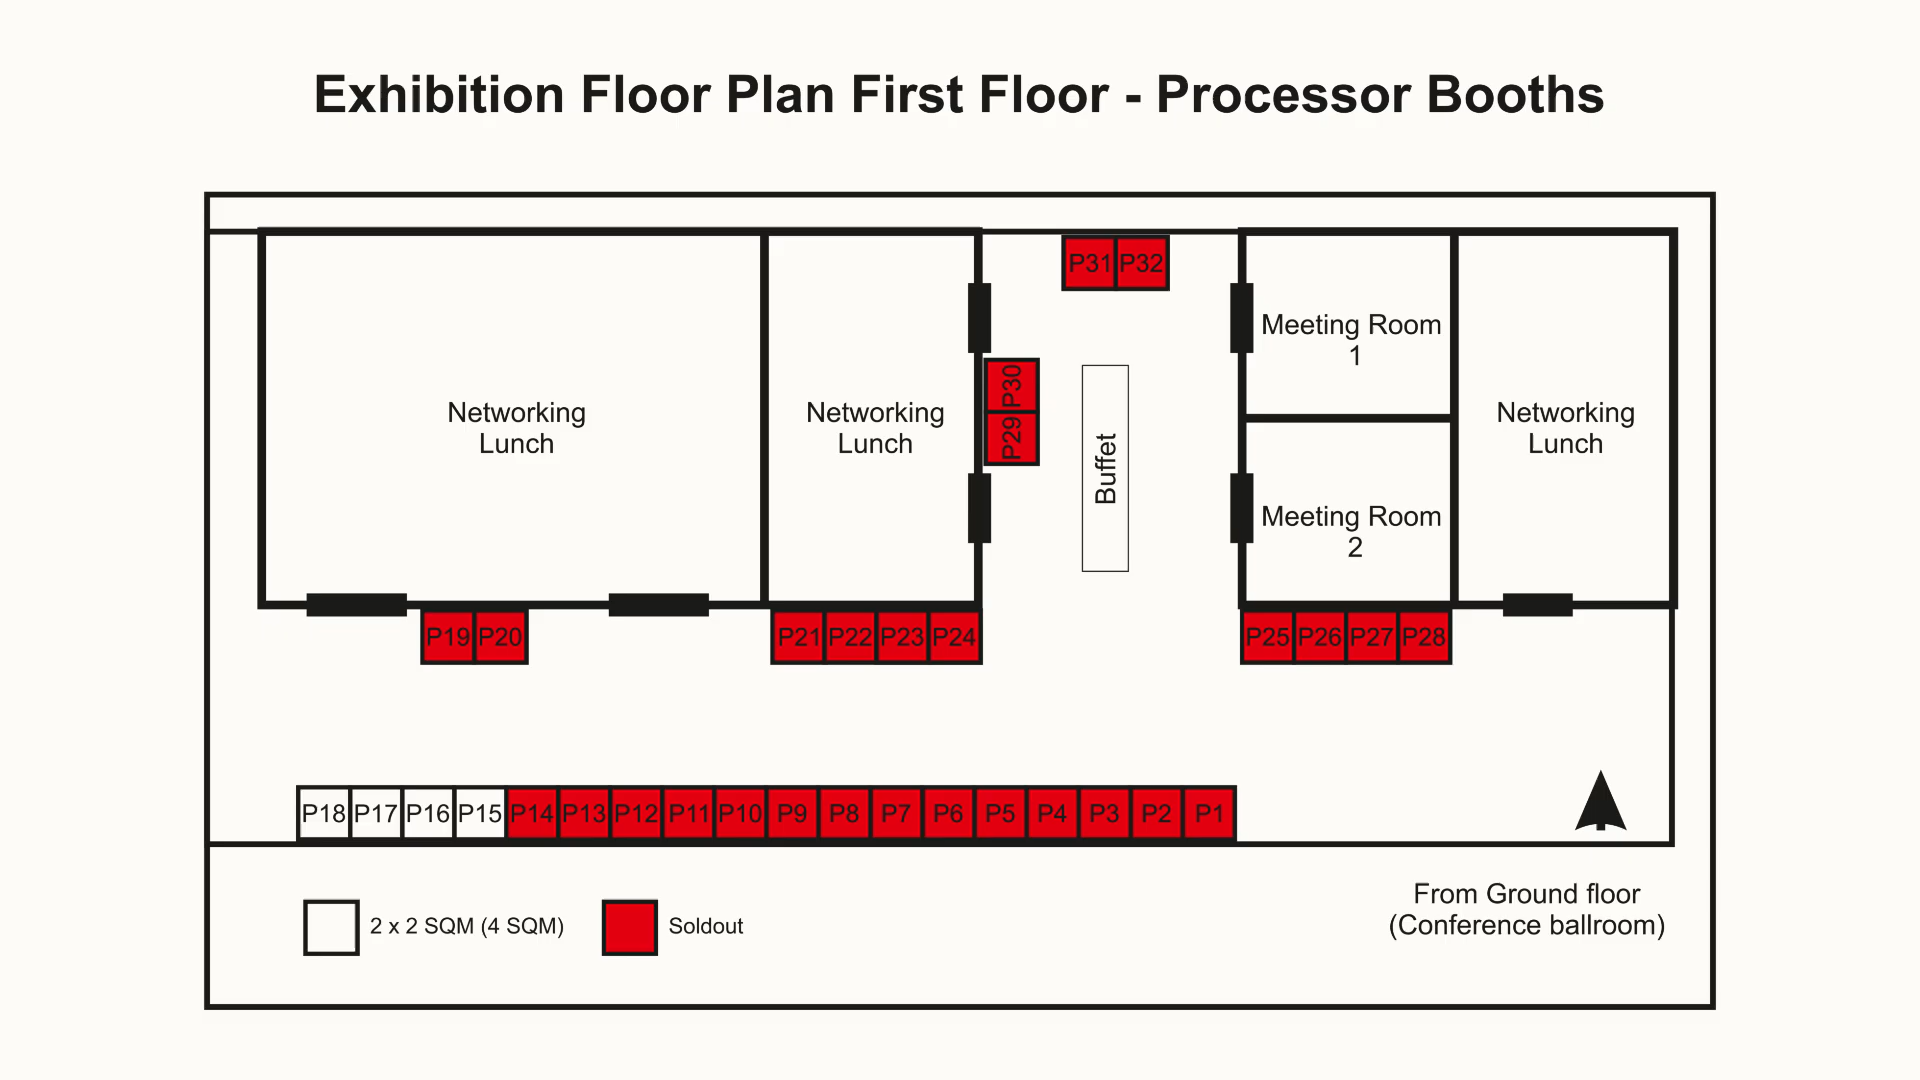 Exhibition Floor Plan First Floor - Processor Booths
P31 P32
Meeting Room
1
P30
P29
Networking
Lunch
Networking
Lunch
Buffet
Networking
Lunch
Meeting Room
2
P19 P20
P21 P22 P23 P24
P25 P26 P27 P28
P18 P17 P16 P15 P14 P13 P12 P11 P10 P9 P8 P7 P6 P5 P4 P3 P2 P1
2 x 2 SQM (4 SQM)
Soldout
From Ground floor
(Conference ballroom)